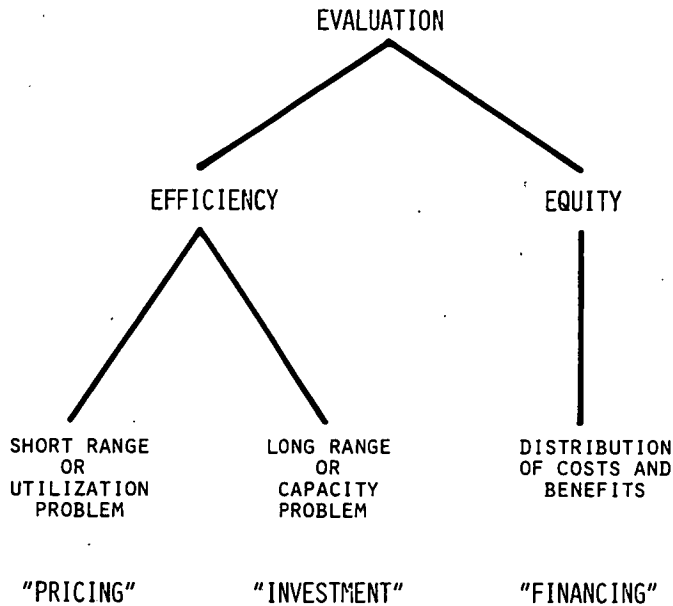 EVALUATION
EFFICIENCY
EQUITY
SHORT RANGE
OR
UTILIZATION
PROBLEM
LONG RANGE
OR
CAPACITY
PROBLEM
DISTRIBUTION
OF COSTS AND
BENEFITS
"PRICING"
"INVESTMENT"
"FINANCING"